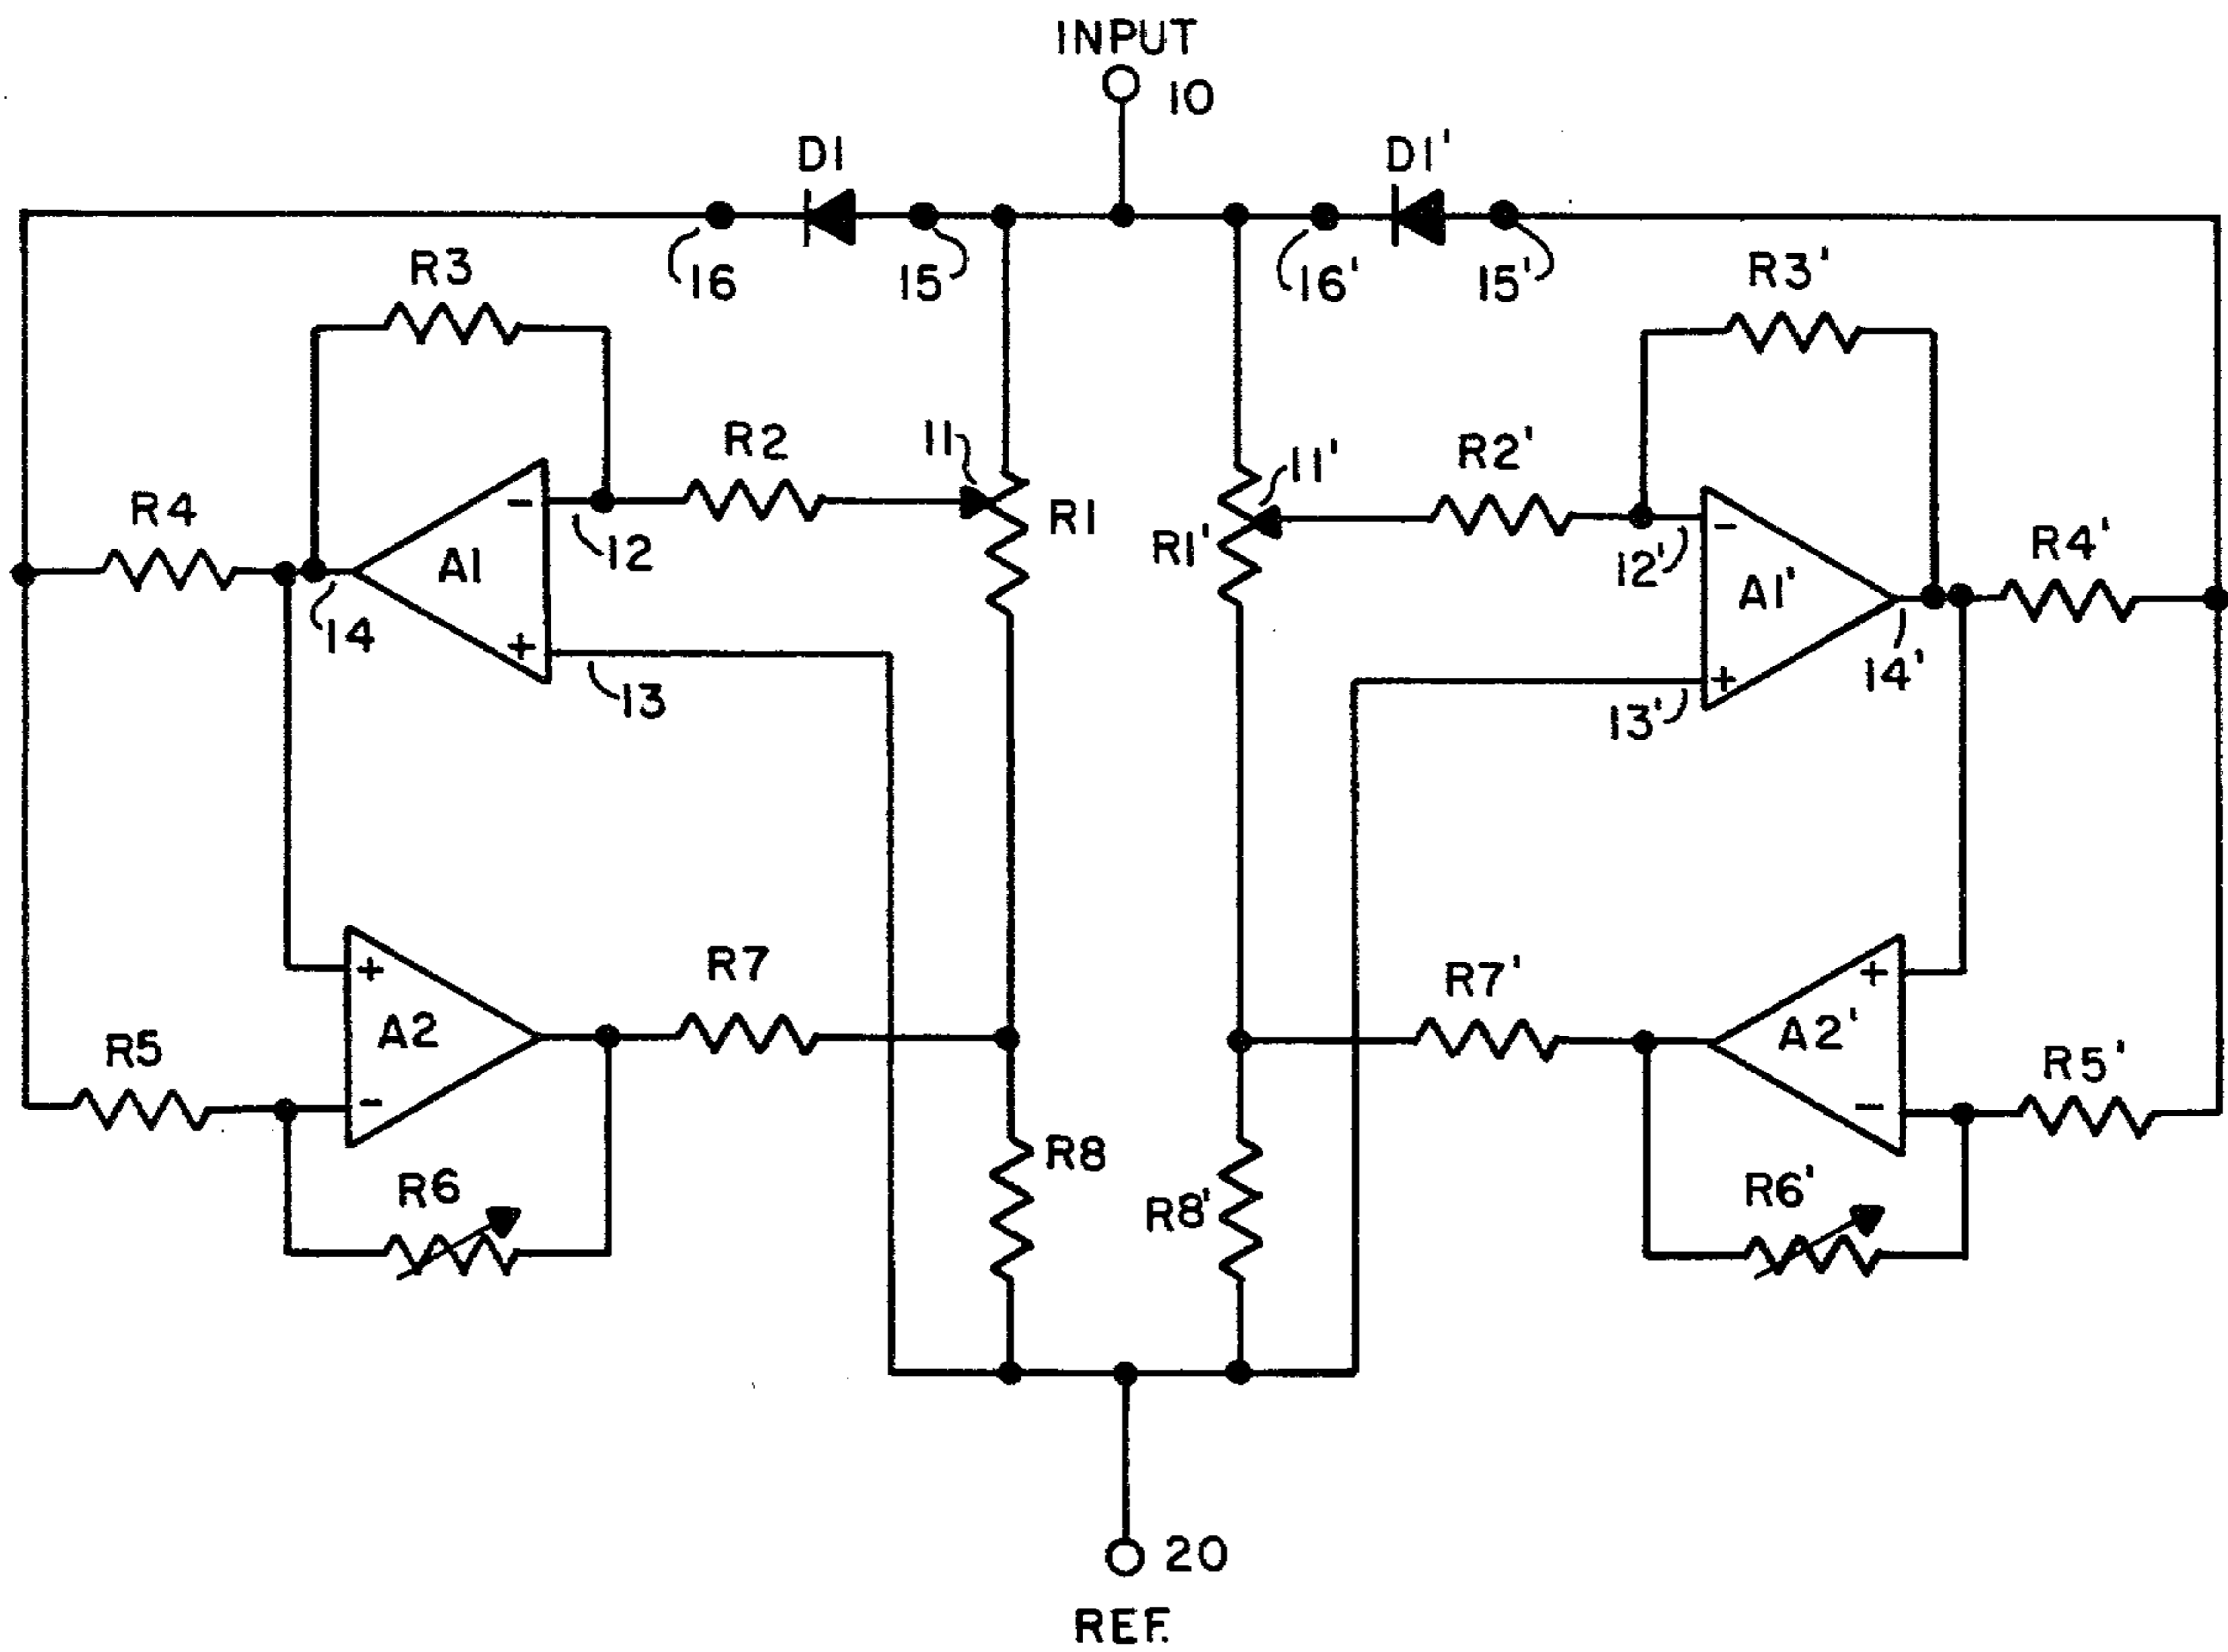 INPUT
10
D1
D1'
16
15
16'
15'
R3
R3'
R2
11
R2'
11'
R4
A1
-
12
R1
R1'
12'
-
A1'
R4'
14
+
13
13'
+
14'
+
A2
-
R7
R7'
+
A2'
-
R5
R5'
R6
R8
R8'
R6'
20
REF.